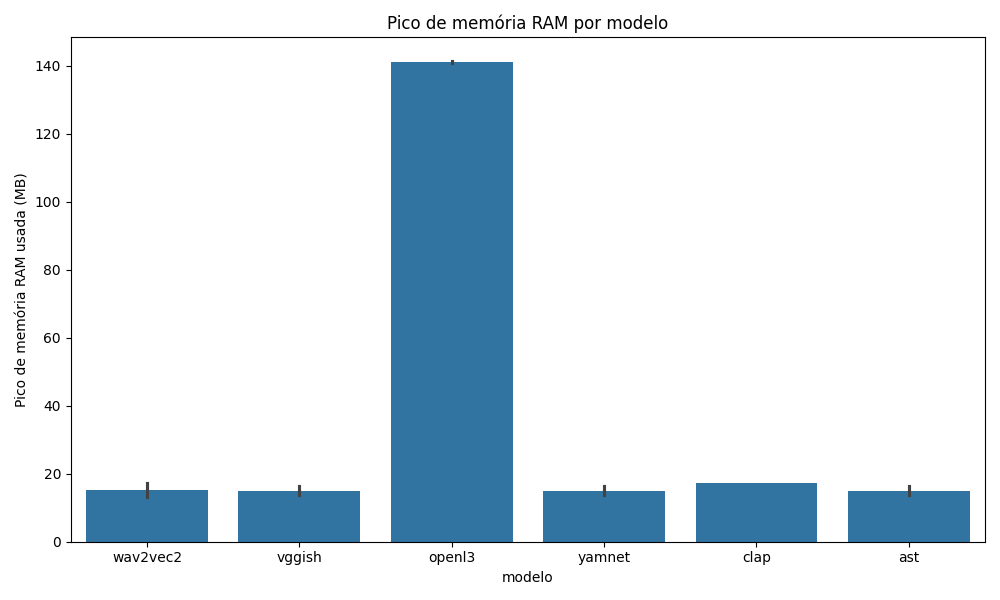 Pico de memória RAM por modelo
Pico de memória RAM usada (MB)
140
120
100
80
60
40
20
0
wav2vec2 vggish openl3 yamnet clap ast
modelo